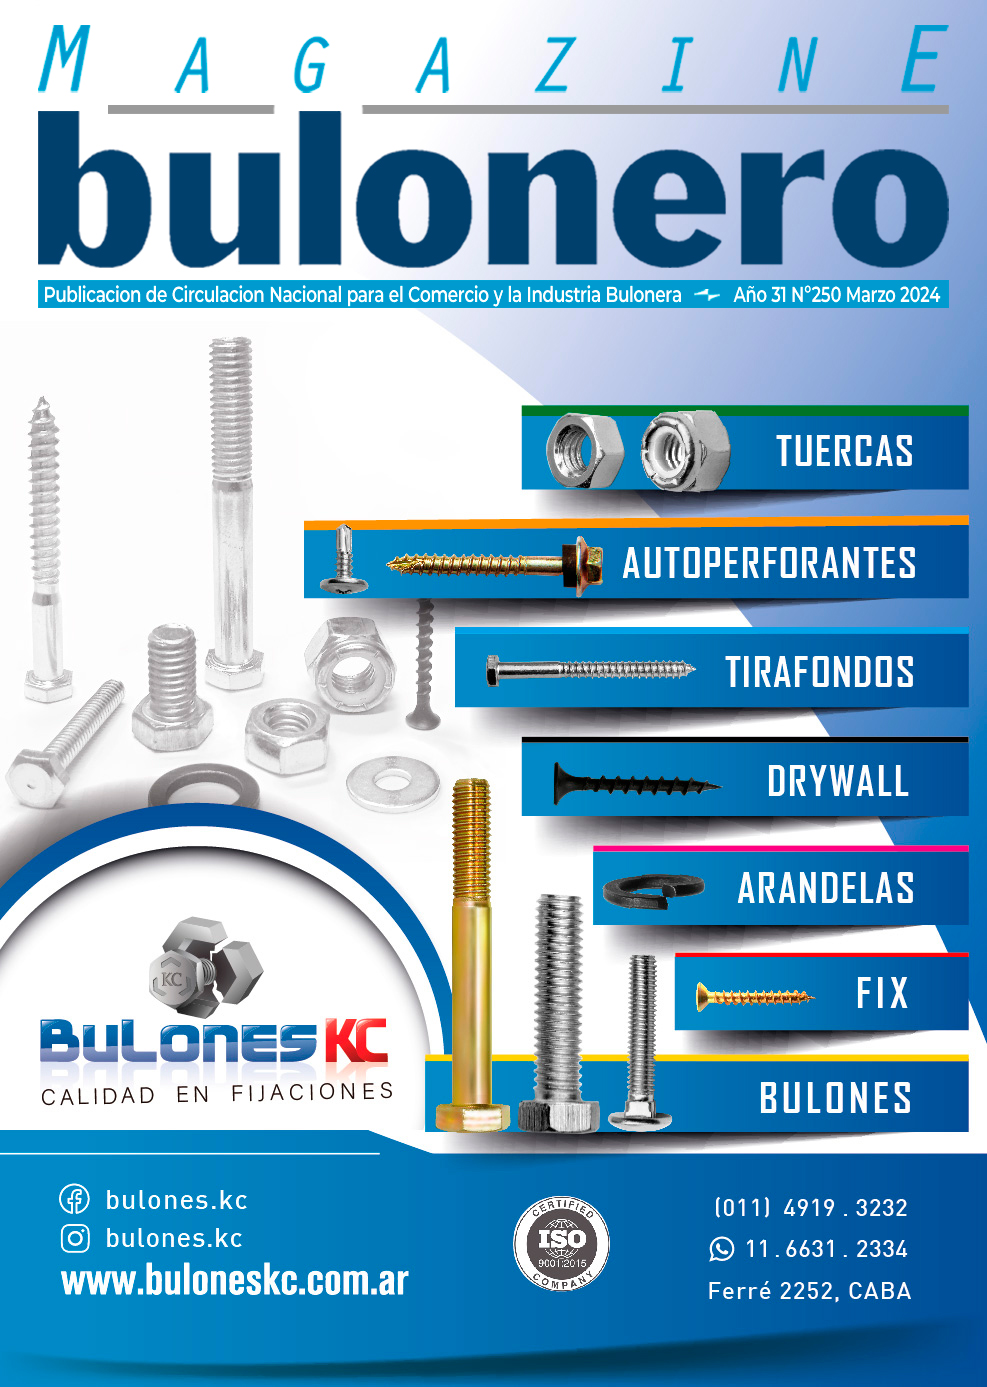 MAGAZINE
bulonero
Publicacion de Circulacion Nacional para el Comercio y la Industria Bulonera Año 31 N°250 Marzo 2024
TUERCAS
AUTOPERFORANTES
TIRAFONDOS
DRYWALL
ARANDELAS
FIX
BULONES
KC
BULONES KC
CALIDAD EN FIJACIONES
bulones.kc
bulones.kc
www.buloneskc.com.ar
CERTIFIED
ISO
9001:2015
COMPANY
(011) 4919 . 3232
11 . 6631 . 2334
Ferré 2252, CABA